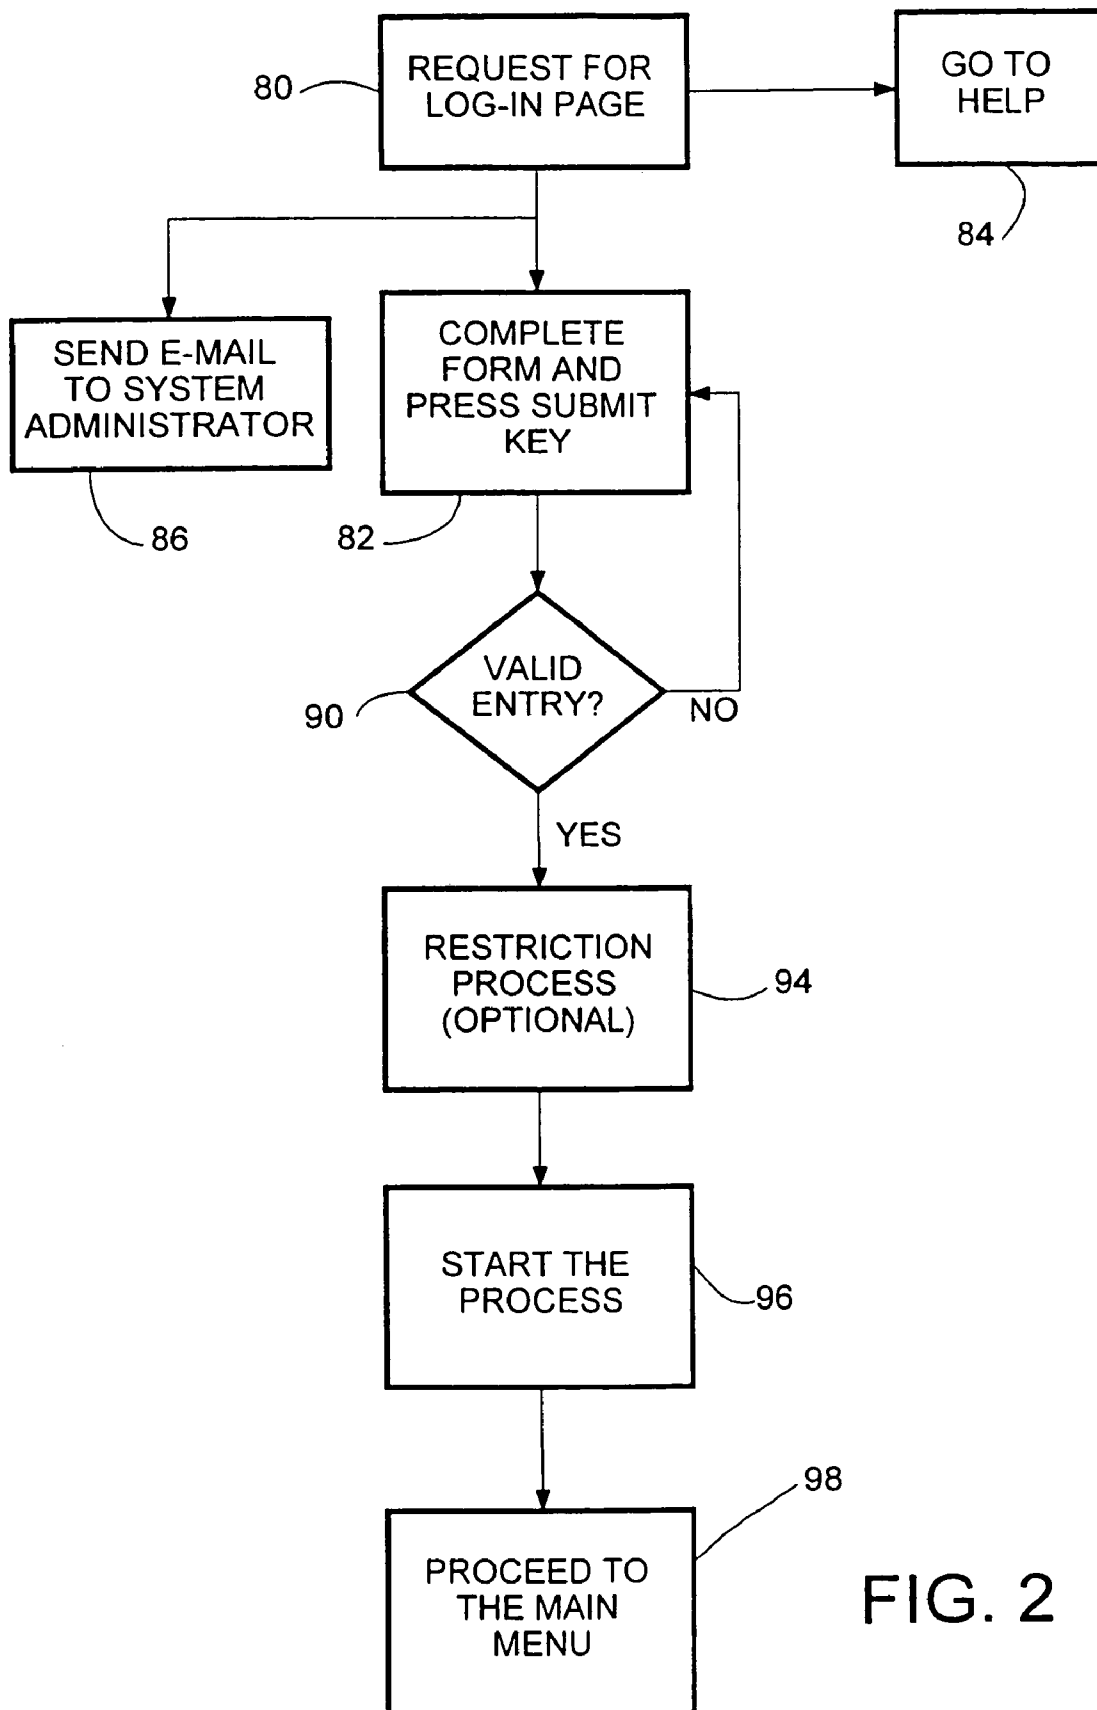 80
REQUEST FOR
LOG-IN PAGE
GO TO
HELP
84
SEND E-MAIL
TO SYSTEM
ADMINISTRATOR
86
COMPLETE
FORM AND
PRESS SUBMIT
KEY
82
VALID
ENTRY?
90
NO
YES
RESTRICTION
PROCESS
(OPTIONAL)
94
START THE
PROCESS
96
98
PROCEED TO
THE MAIN
MENU
FIG. 2